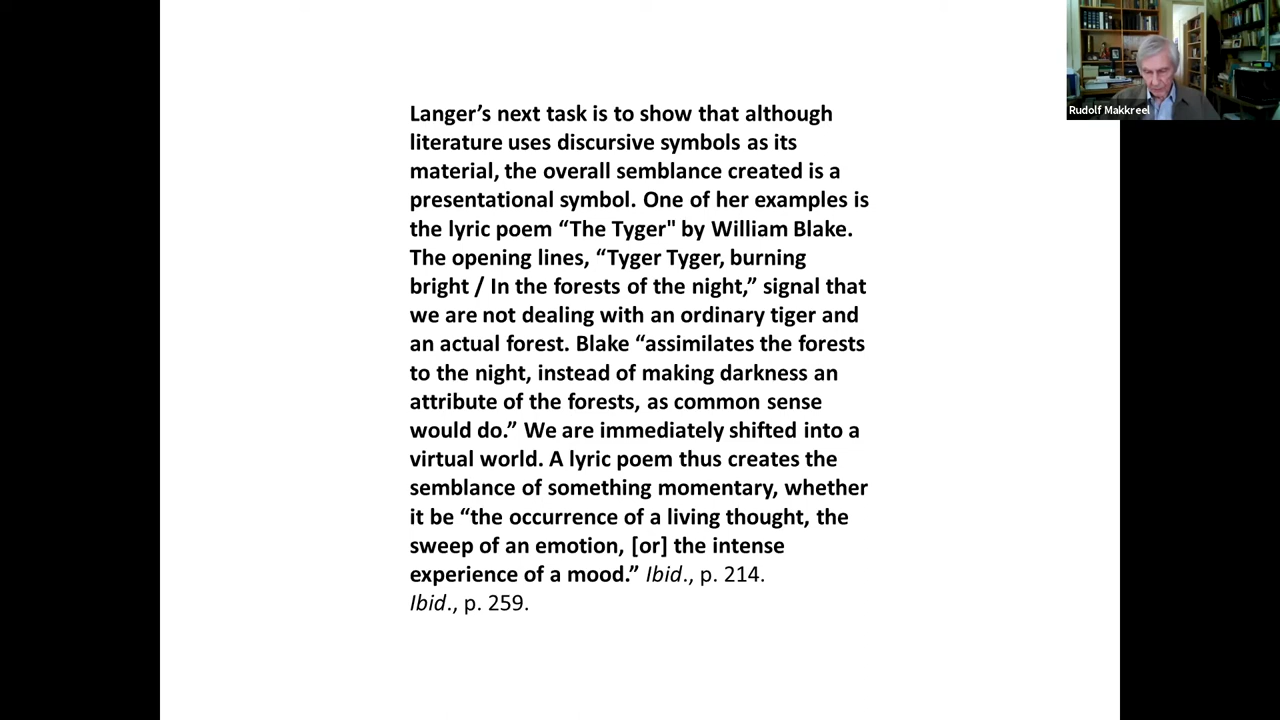 Rudolf Makkreel
Langer’s next task is to show that although
literature uses discursive symbols as its
material, the overall semblance created is a
presentational symbol. One of her examples is
the lyric poem “The Tyger" by William Blake.
The opening lines, “Tyger Tyger, burning
bright / In the forests of the night,” signal that
we are not dealing with an ordinary tiger and
an actual forest. Blake “assimilates the forests
to the night, instead of making darkness an
attribute of the forests, as common sense
would do.” We are immediately shifted into a
virtual world. A lyric poem thus creates the
semblance of something momentary, whether
it be “the occurrence of a living thought, the
sweep of an emotion, [or] the intense
experience of a mood.” Ibid., p. 214.
Ibid., p. 259.